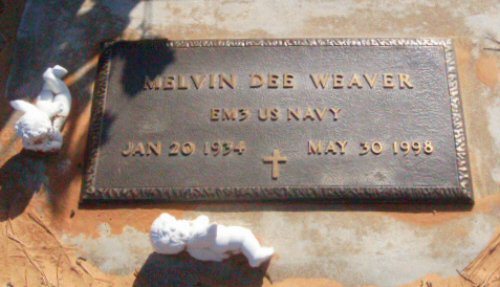 MELVIN DEE WEAVER
EM3 US NAVY
JAN 20 1934 MAY 30 1998